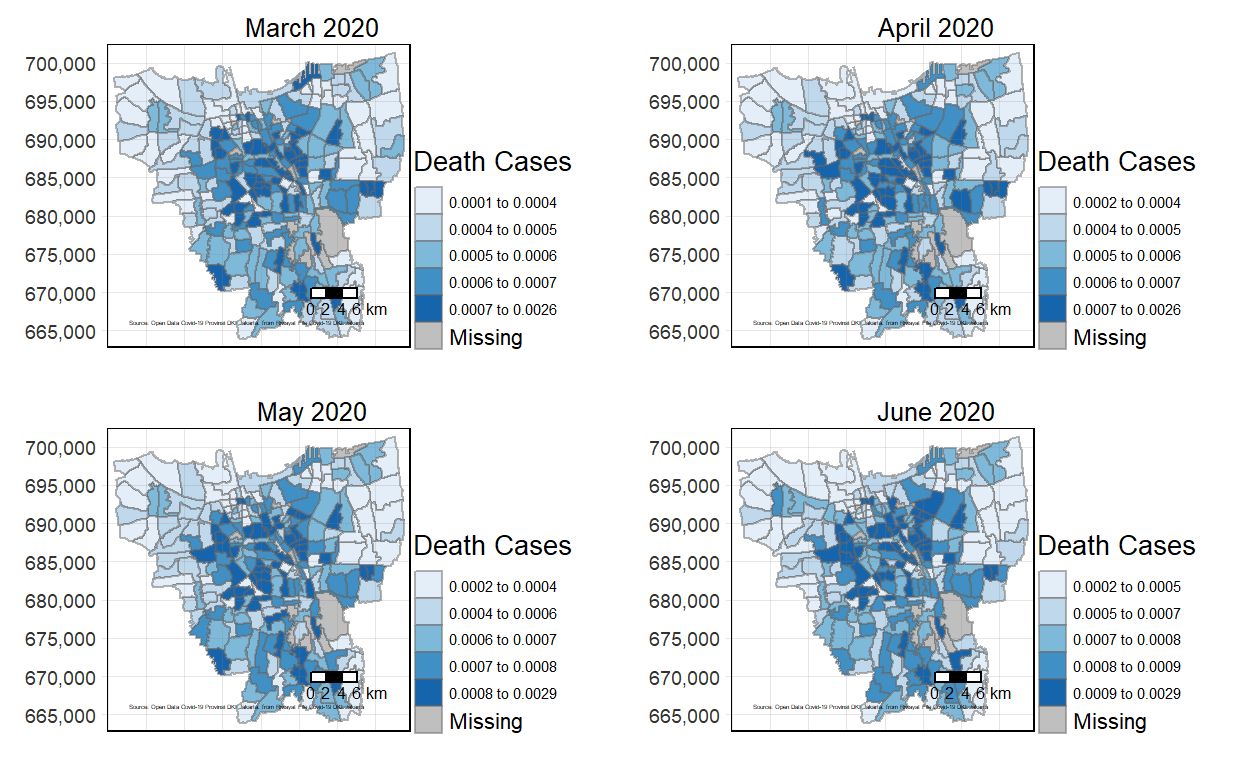 March 2020
700,000
695,000
690,000
685,000
680,000
675,000
670,000
665,000
Death Cases
0.0001 to 0.0004
0.0004 to 0.0005
0.0005 to 0.0006
0.0006 to 0.0007
0.0007 to 0.0026
Missing
0 2 4 6 km
Source: Open Data Covid-19 Provinsi DKI Jakarta, from Riwayat File Covid-19 DKI Jakarta
April 2020
700,000
695,000
690,000
685,000
680,000
675,000
670,000
665,000
Death Cases
0.0002 to 0.0004
0.0004 to 0.0005
0.0005 to 0.0006
0.0006 to 0.0007
0.0007 to 0.0026
Missing
0 2 4 6 km
Source: Open Data Covid-19 Provinsi DKI Jakarta, from Riwayat File Covid-19 DKI Jakarta
May 2020
700,000
695,000
690,000
685,000
680,000
675,000
670,000
665,000
Death Cases
0.0002 to 0.0004
0.0004 to 0.0006
0.0006 to 0.0007
0.0007 to 0.0008
0.0008 to 0.0029
Missing
0 2 4 6 km
Source: Open Data Covid-19 Provinsi DKI Jakarta, from Riwayat File Covid-19 DKI Jakarta
June 2020
700,000
695,000
690,000
685,000
680,000
675,000
670,000
665,000
Death Cases
0.0002 to 0.0005
0.0005 to 0.0007
0.0007 to 0.0008
0.0008 to 0.0009
0.0009 to 0.0029
Missing
0 2 4 6 km
Source: Open Data Covid-19 Provinsi DKI Jakarta, from Riwayat File Covid-19 DKI Jakarta